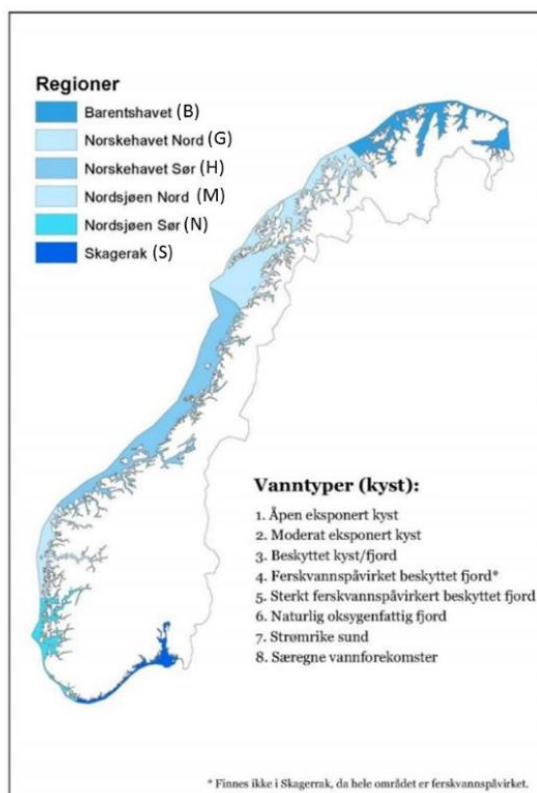 Regioner
Barentshavet (B)
Norskehavet Nord (G)
Norskehavet Sør (H)
Nordsjøen Nord (M)
Nordsjøen Sør (N)
Skagerak (S)
Vanntyper (kyst):
1. Åpen eksponert kyst
2. Moderat eksponert kyst
3. Beskyttet kyst/fjord
4. Ferskvannspåvirket beskyttet fjord*
5. Sterkt ferskvannspåvirkert beskyttet fjord
6. Naturlig oksygenfattig fjord
7. Strømrike sund
8. Særegne vannforekomster
* Finnes ikke i Skagerrak, da hele området er ferskvannspåvirket.